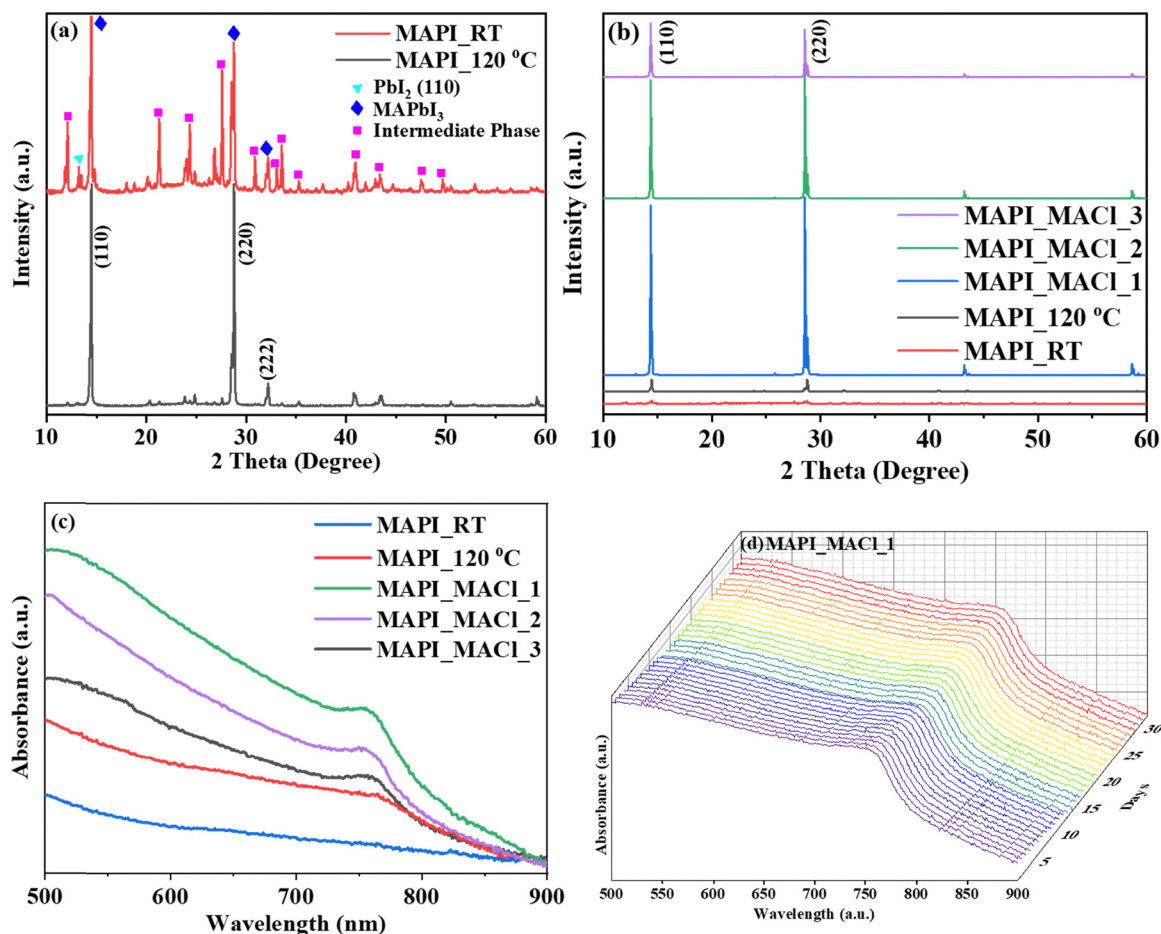 (a)
MAPI_RT
MAPI_120 ⁰C
PbI₂ (110)
MAPbI₃
Intermediate Phase
(110)
(220)
(222)
Intensity (a.u.)
10 20 30 40 50 60
2 Theta (Degree)
(b)
(110)
(220)
MAPI_MACl_3
MAPI_MACl_2
MAPI_MACl_1
MAPI_120 ⁰C
MAPI_RT
Intensity (a.u.)
10 20 30 40 50 60
2 Theta (Degree)
(c)
MAPI_RT
MAPI_120 ⁰C
MAPI_MACl_1
MAPI_MACl_2
MAPI_MACl_3
Absorbance (a.u.)
500 600 700 800 900
Wavelength (nm)
(d) MAPI_MACl_1
Absorbance (a.u.)
500 550 600 650 700 750 800 850 900
Wavelength (a.u.)
5 10 15 20 25 30
Days